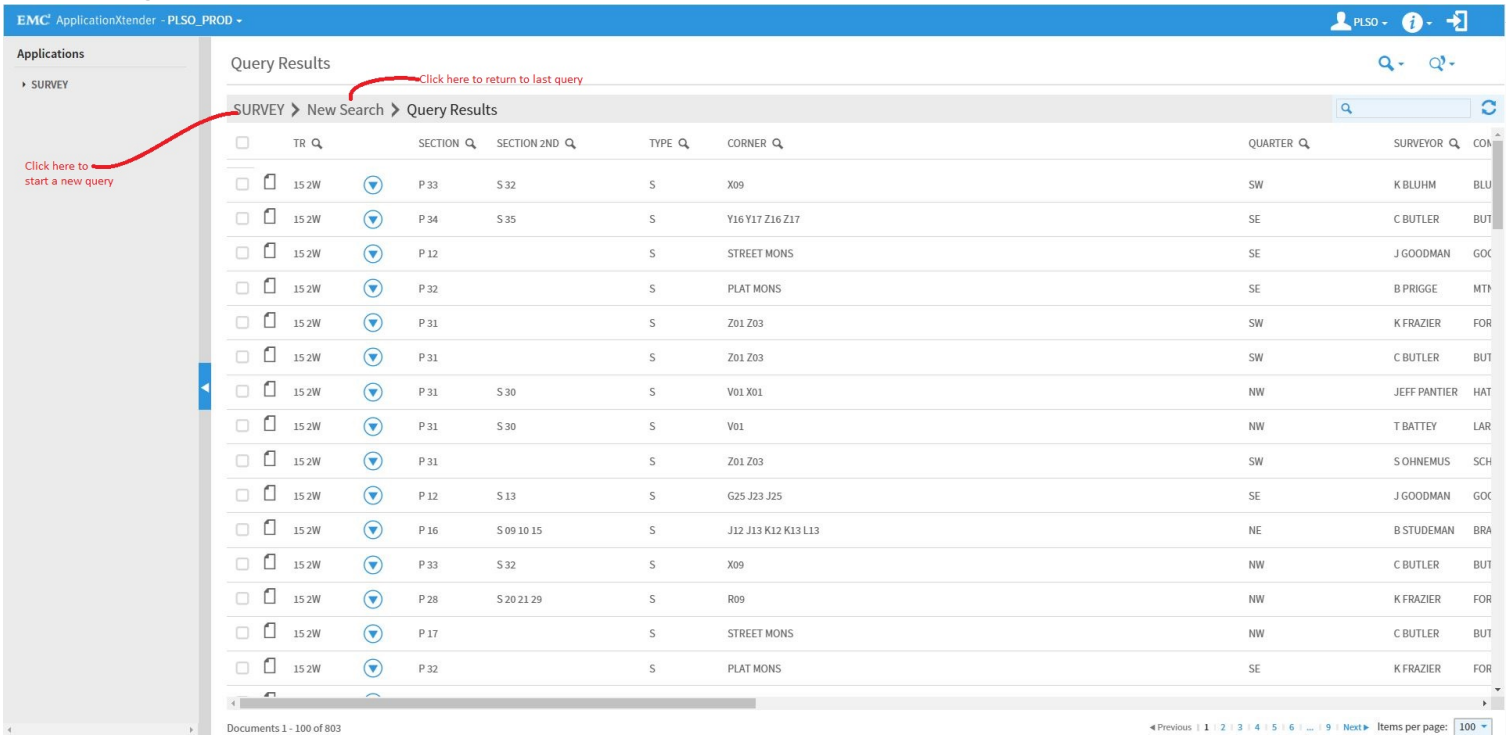 EMC ApplicationXtender - PLSO_PROD
PLSO
Applications
SURVEY
Query Results
Click here to return to last query
SURVEY > New Search > Query Results
Click here to
start a new query
TR SECTION SECTION 2ND TYPE CORNER QUARTER SURVEYOR COM
15 2W P 33 S 32 S X09 SW K BLUHM BLU
15 2W P 34 S 35 S Y16 Y17 Z16 Z17 SE C BUTLER BUT
15 2W P 12 S STREET MONS SE J GOODMAN GOO
15 2W P 32 S PLAT MONS SE B PRIGGE MTN
15 2W P 31 S Z01 Z03 SW K FRAZIER FOR
15 2W P 31 S Z01 Z03 SW C BUTLER BUT
15 2W P 31 S 30 S V01 X01 NW JEFF PANTIER HAT
15 2W P 31 S 30 S V01 NW T BATTEY LAR
15 2W P 31 S Z01 Z03 SW S OHNEMUS SCH
15 2W P 12 S 13 S G25 J23 J25 SE J GOODMAN GOO
15 2W P 16 S 09 10 15 S J12 J13 K12 K13 L13 NE B STUDEMAN BRA
15 2W P 33 S 32 S X09 NW C BUTLER BUT
15 2W P 28 S 20 21 29 S R09 NW K FRAZIER FOR
15 2W P 17 S STREET MONS NW C BUTLER BUT
15 2W P 32 S PLAT MONS SE K FRAZIER FOR
Documents 1 - 100 of 803
Previous | 1 | 2 | 3 | 4 | 5 | 6 | ... | 9 | Next Items per page: 100